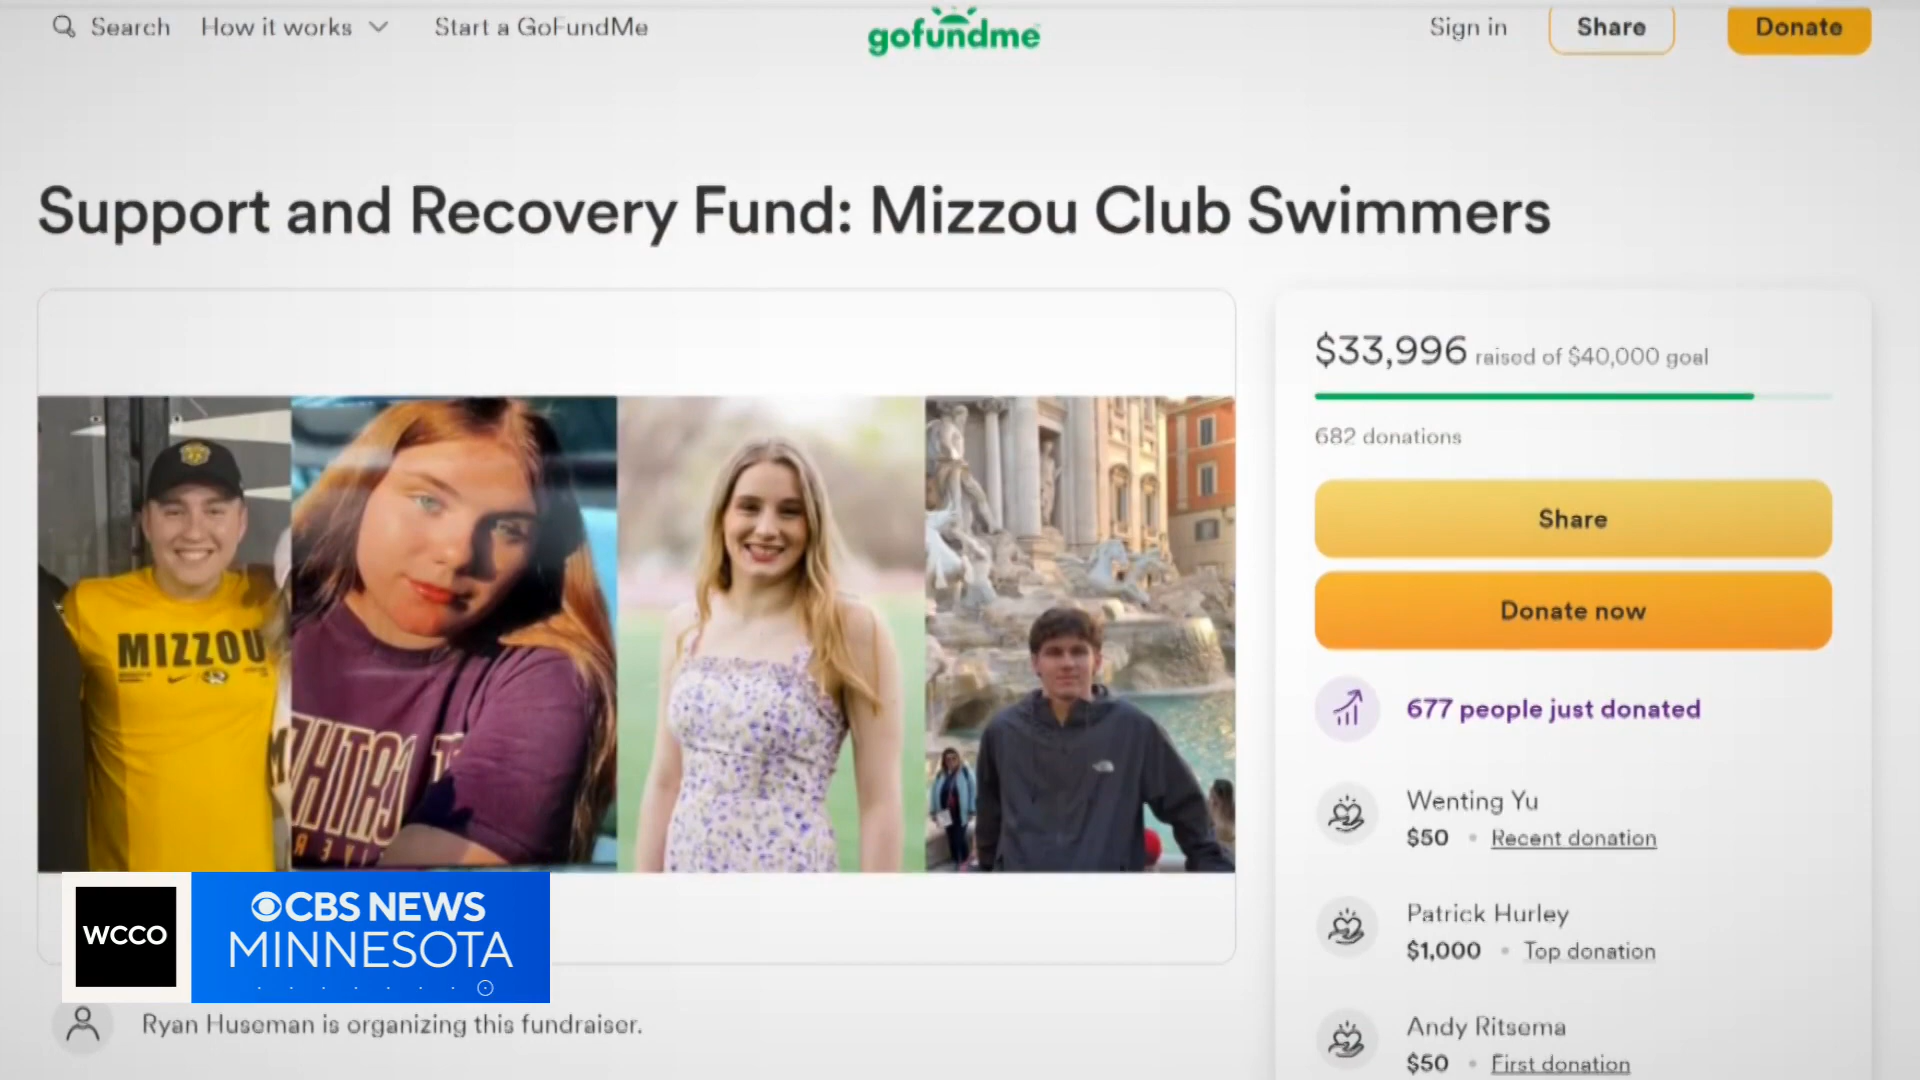 Search
How it works
Start a GoFundMe
gofundme
Sign in
Share
Donate
Support and Recovery Fund: Mizzou Club Swimmers
$33,996 raised of $40,000 goal
682 donations
Share
Donate now
677 people just donated
Wenting Yu
$50 • Recent donation
Patrick Hurley
$1,000 • Top donation
Andy Ritsema
$50 • First donation
MIZZOU
WCCO
CBS NEWS
MINNESOTA
Ryan Huseman is organizing this fundraiser.